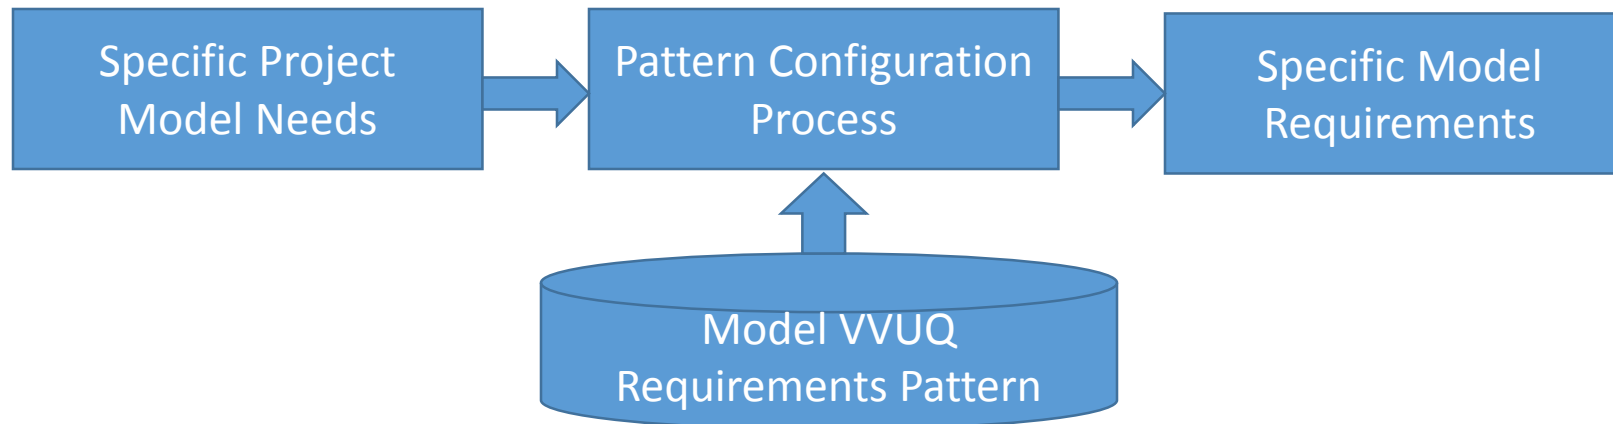 Specific Project
Model Needs
Pattern Configuration
Process
Specific Model
Requirements
Model VVUQ
Requirements Pattern